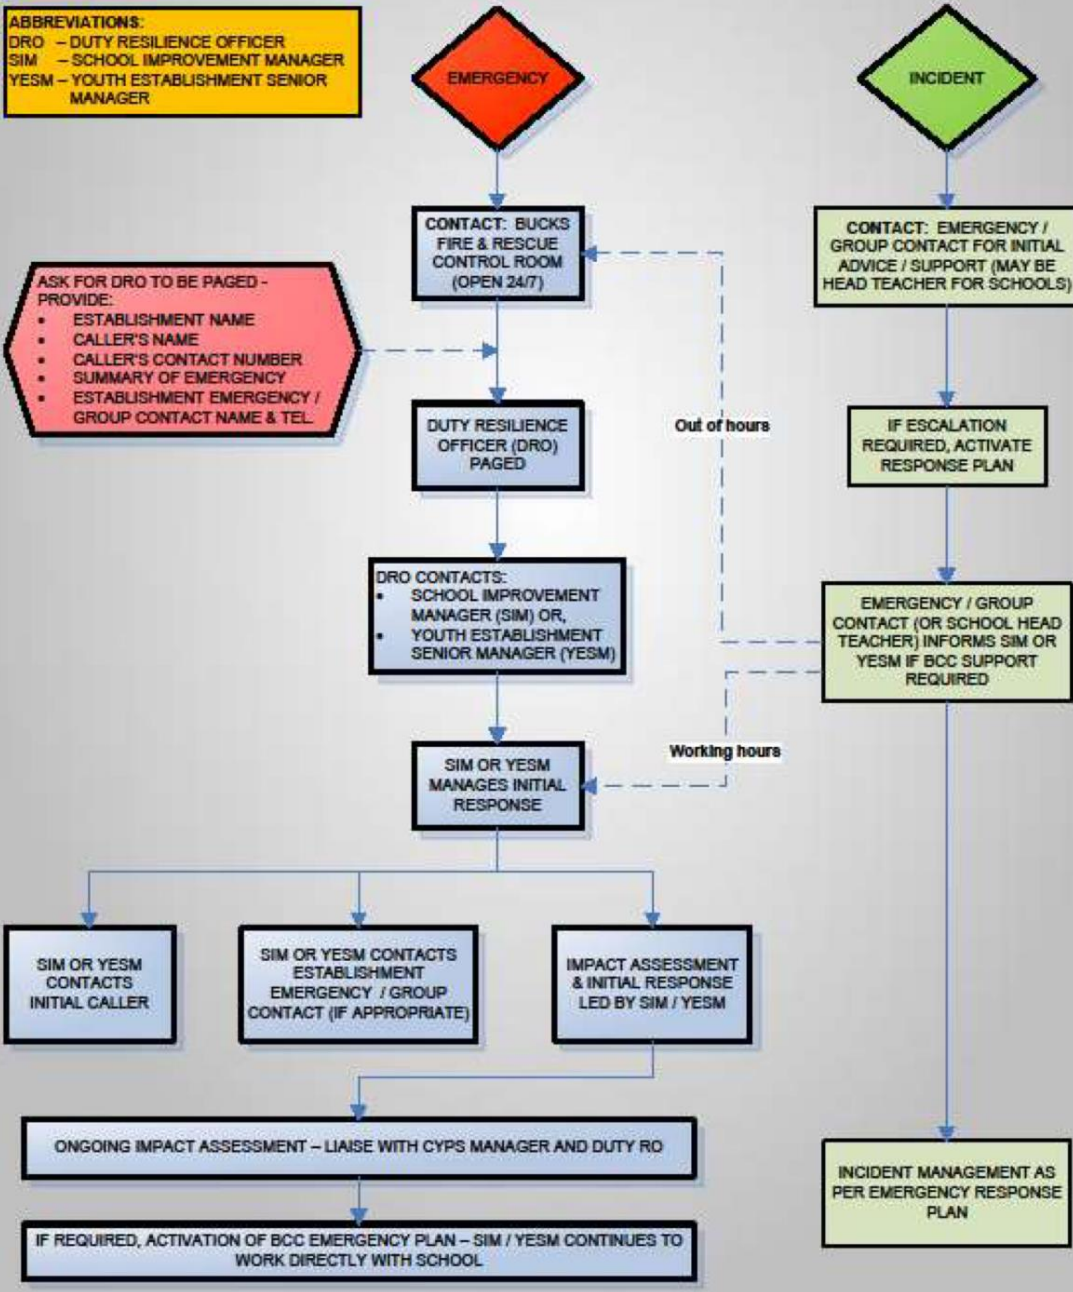 ABBREVIATIONS:
DRO – DUTY RESILIENCE OFFICER
SIM – SCHOOL IMPROVEMENT MANAGER
YESM – YOUTH ESTABLISHMENT SENIOR
MANAGER
EMERGENCY
INCIDENT
CONTACT: BUCKS
FIRE & RESCUE
CONTROL ROOM
(OPEN 24/7)
CONTACT: EMERGENCY /
GROUP CONTACT FOR INITIAL
ADVICE / SUPPORT (MAY BE
HEAD TEACHER FOR SCHOOLS)
ASK FOR DRO TO BE PAGED -
PROVIDE:
• ESTABLISHMENT NAME
• CALLER'S NAME
• CALLER'S CONTACT NUMBER
• SUMMARY OF EMERGENCY
• ESTABLISHMENT EMERGENCY /
GROUP CONTACT NAME & TEL.
DUTY RESILIENCE
OFFICER (DRO)
PAGED
Out of hours
IF ESCALATION
REQUIRED, ACTIVATE
RESPONSE PLAN
DRO CONTACTS:
• SCHOOL IMPROVEMENT
MANAGER (SIM) OR,
• YOUTH ESTABLISHMENT
SENIOR MANAGER (YESM)
EMERGENCY / GROUP
CONTACT (OR SCHOOL HEAD
TEACHER) INFORMS SIM OR
YESM IF BCC SUPPORT
REQUIRED
Working hours
SIM OR YESM
MANAGES INITIAL
RESPONSE
SIM OR YESM
CONTACTS
INITIAL CALLER
SIM OR YESM CONTACTS
ESTABLISHMENT
EMERGENCY / GROUP
CONTACT (IF APPROPRIATE)
IMPACT ASSESSMENT
& INITIAL RESPONSE
LED BY SIM / YESM
ONGOING IMPACT ASSESSMENT – LIAISE WITH CYPS MANAGER AND DUTY RO
INCIDENT MANAGEMENT AS
PER EMERGENCY RESPONSE
PLAN
IF REQUIRED, ACTIVATION OF BCC EMERGENCY PLAN – SIM / YESM CONTINUES TO
WORK DIRECTLY WITH SCHOOL